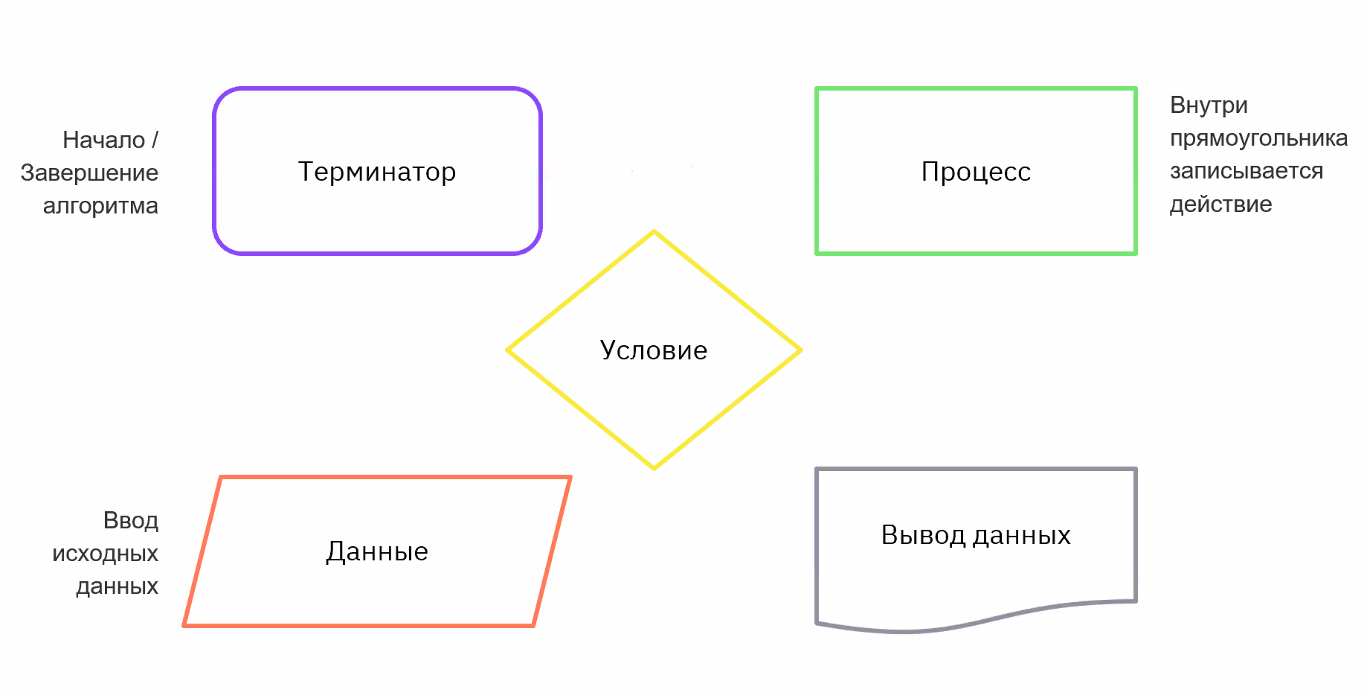 Начало /
Завершение
алгоритма
Терминатор
Процесс
Внутри
прямоугольника
записывается
действие
Условие
Ввод
исходных
данных
Данные
Вывод данных